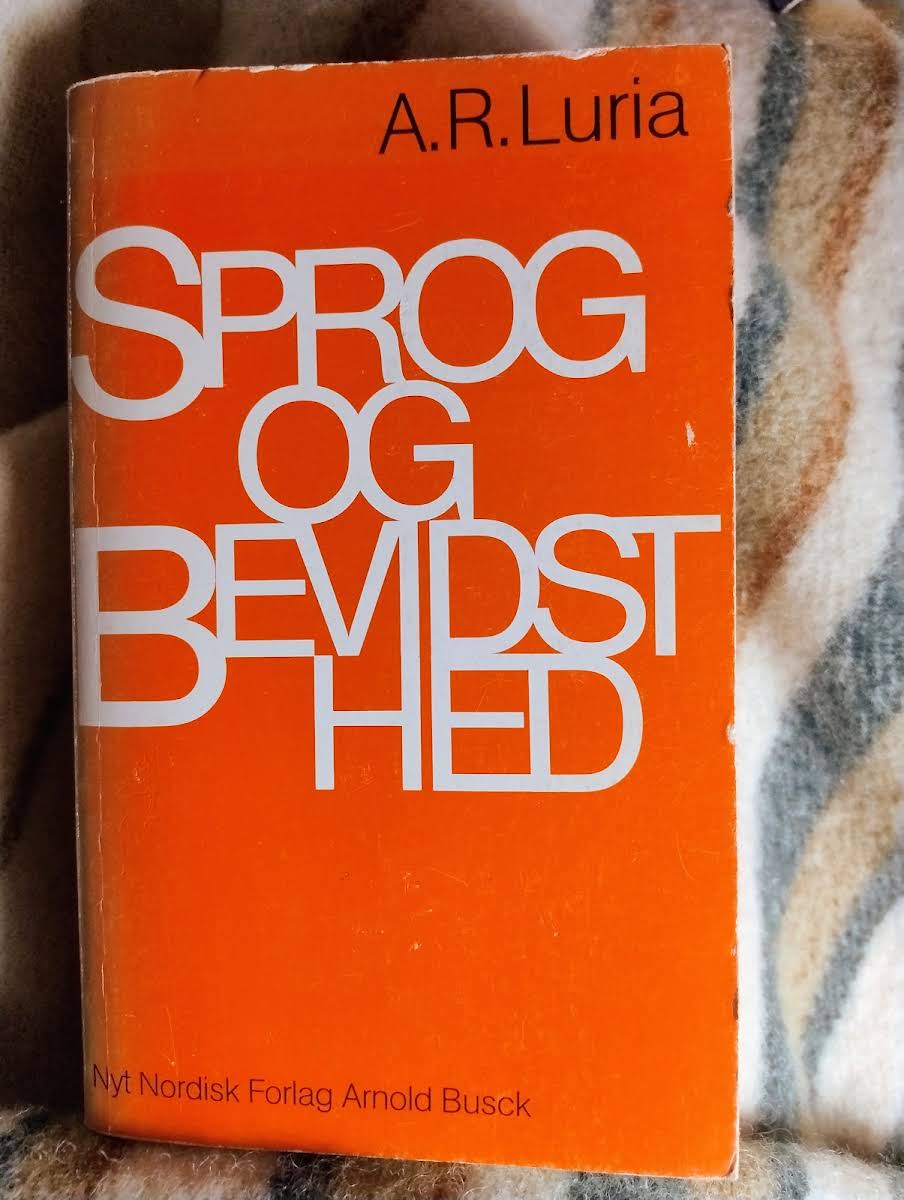 A.R.Luria
SPROG
OG
BEVIDST
HED
Nyt Nordisk Forlag Arnold Busck